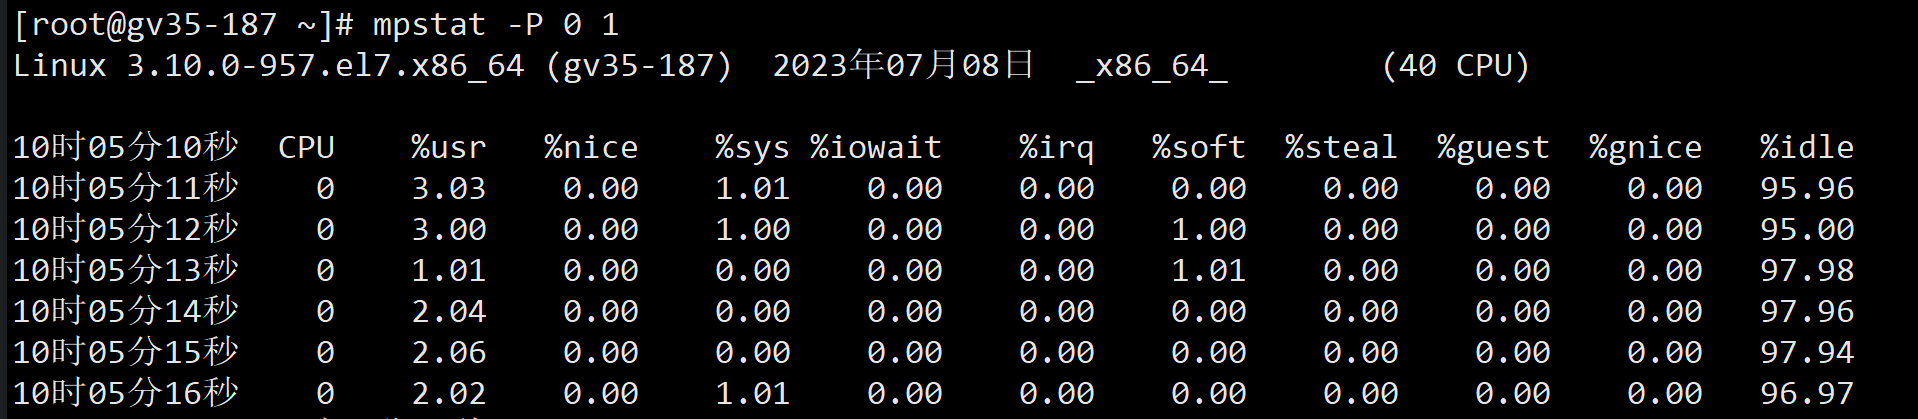 [root@gv35-187 ~]# mpstat -P 0 1
Linux 3.10.0-957.el7.x86_64 (gv35-187)  2023年07月08日  _x86_64_        (40 CPU)
10时05分10秒  CPU    %usr   %nice    %sys %iowait    %irq   %soft  %steal  %guest  %gnice   %idle
10时05分11秒    0    3.03    0.00    1.01    0.00    0.00    0.00    0.00    0.00    0.00   95.96
10时05分12秒    0    3.00    0.00    1.00    0.00    0.00    1.00    0.00    0.00    0.00   95.00
10时05分13秒    0    1.01    0.00    0.00    0.00    0.00    1.01    0.00    0.00    0.00   97.98
10时05分14秒    0    2.04    0.00    0.00    0.00    0.00    0.00    0.00    0.00    0.00   97.96
10时05分15秒    0    2.06    0.00    0.00    0.00    0.00    0.00    0.00    0.00    0.00   97.94
10时05分16秒    0    2.02    0.00    1.01    0.00    0.00    0.00    0.00    0.00    0.00   96.97